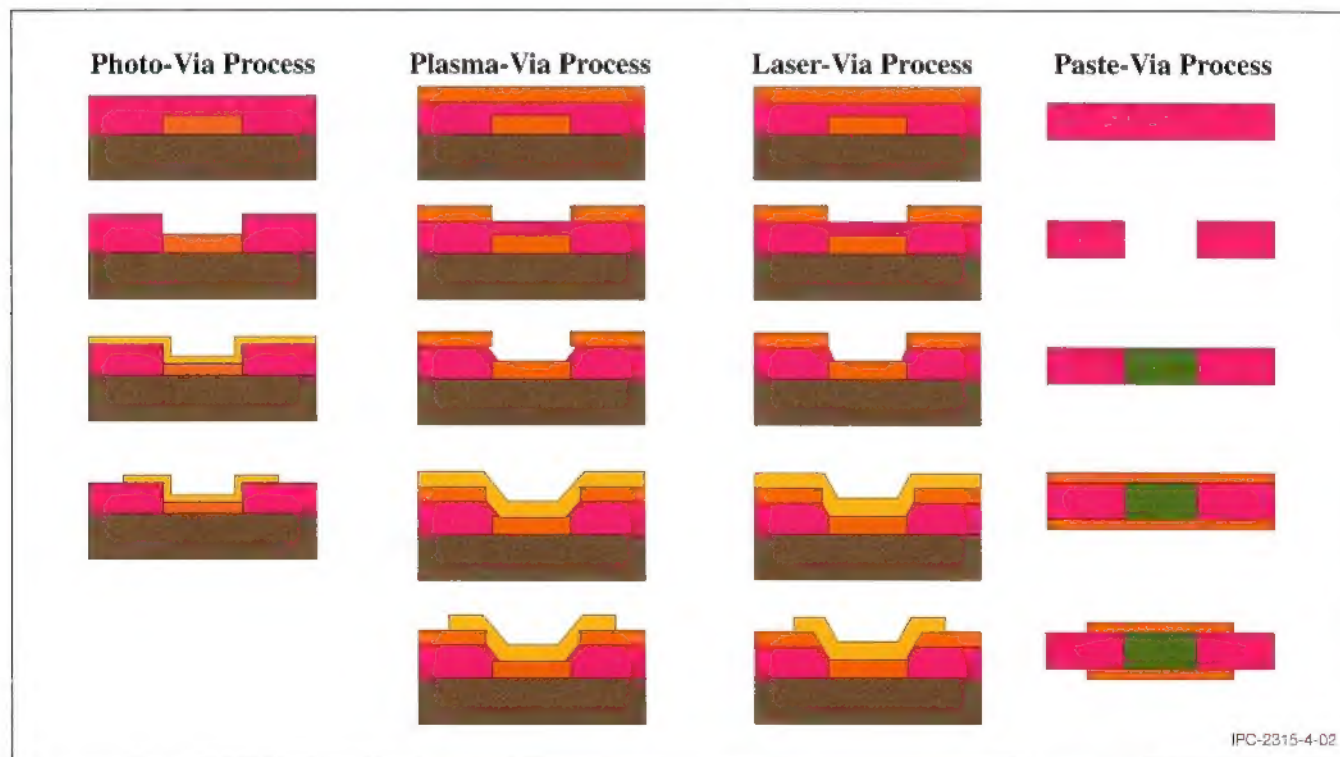 Photo-Via Process
Plasma-Via Process
Laser-Via Process
Paste-Via Process
IPC-2315-4-02